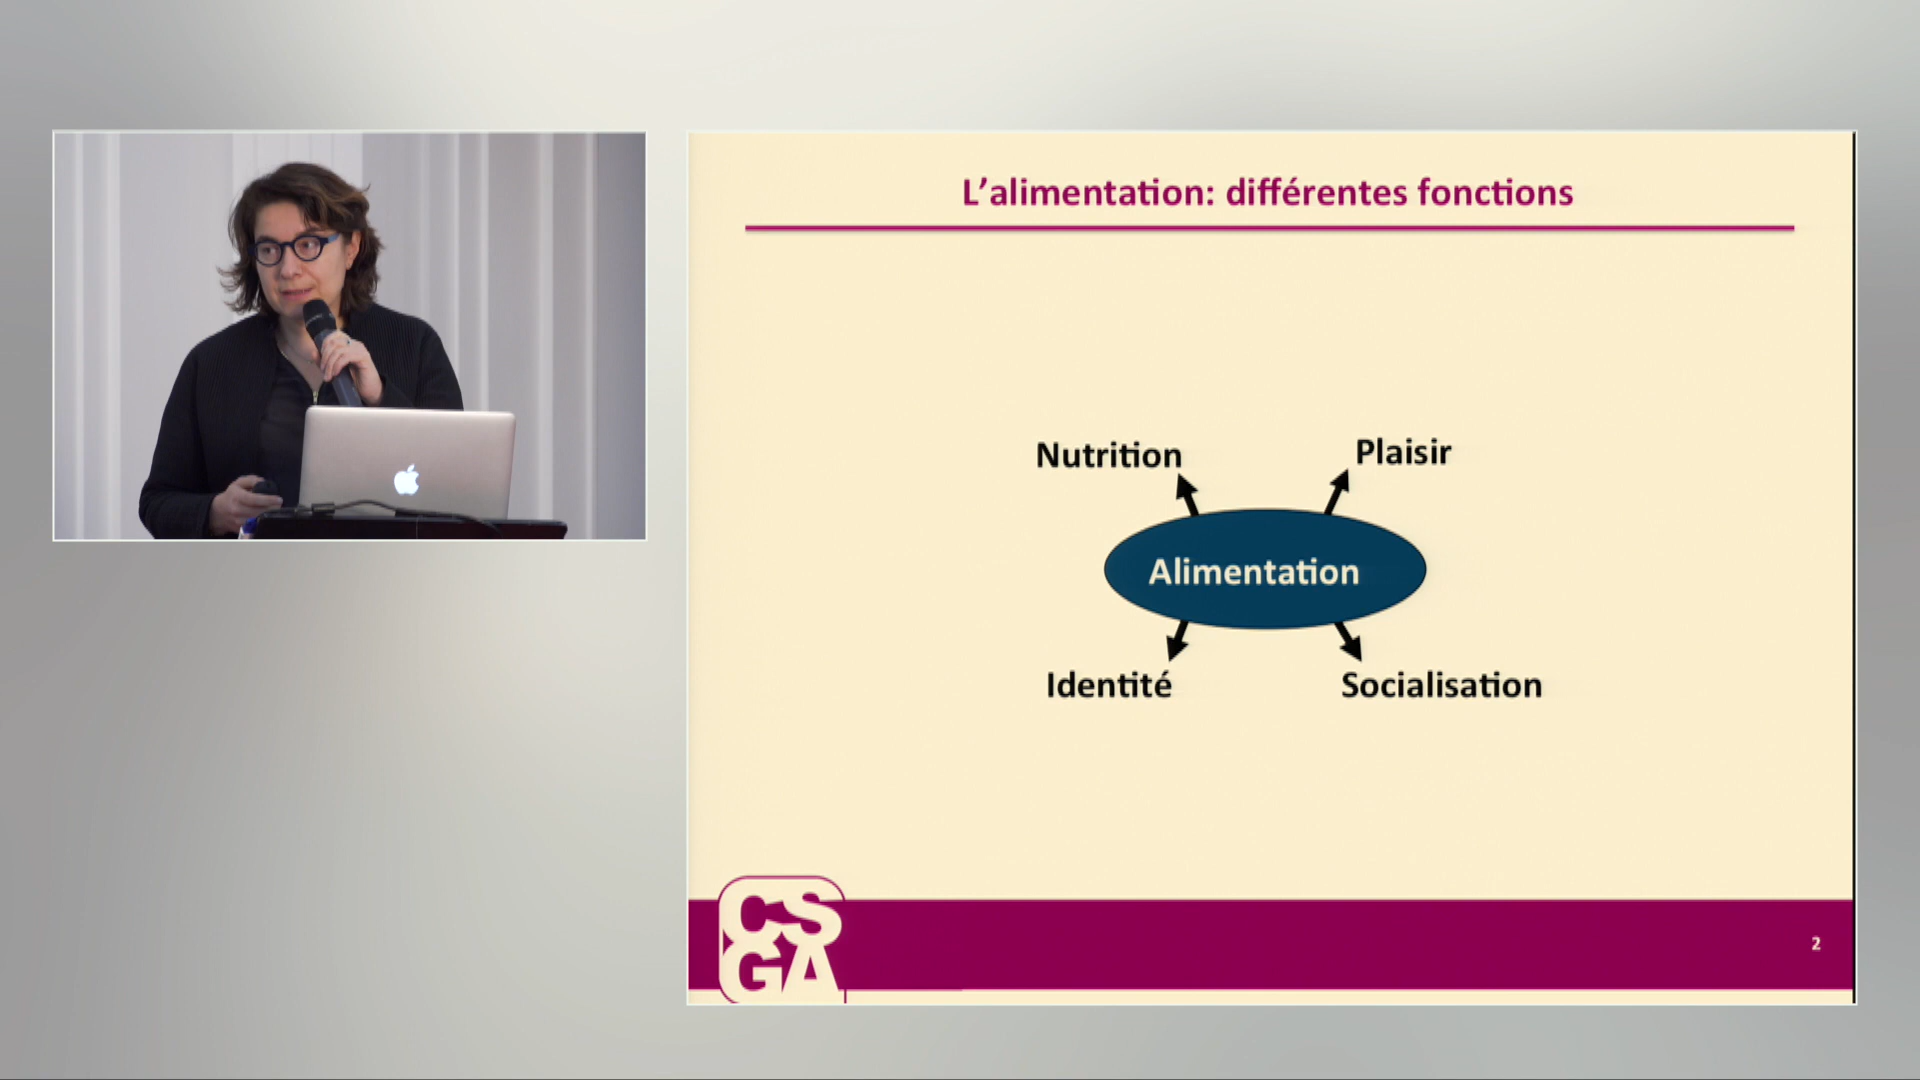 L’alimentation: différentes fonctions
Nutrition
Plaisir
Alimentation
Identité
Socialisation
CS
GA
2